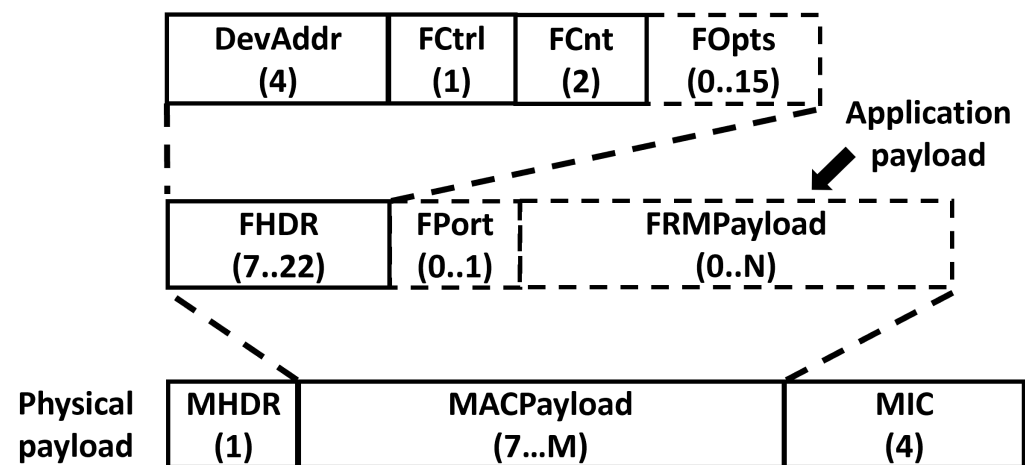 DevAddr FCtrl FCnt FOpts
(4) (1) (2) (0..15)
Application
payload
FHDR FPort FRMPayload
(7..22) (0..1) (0..N)
Physical MHDR MACPayload MIC
payload (1) (7...M) (4)